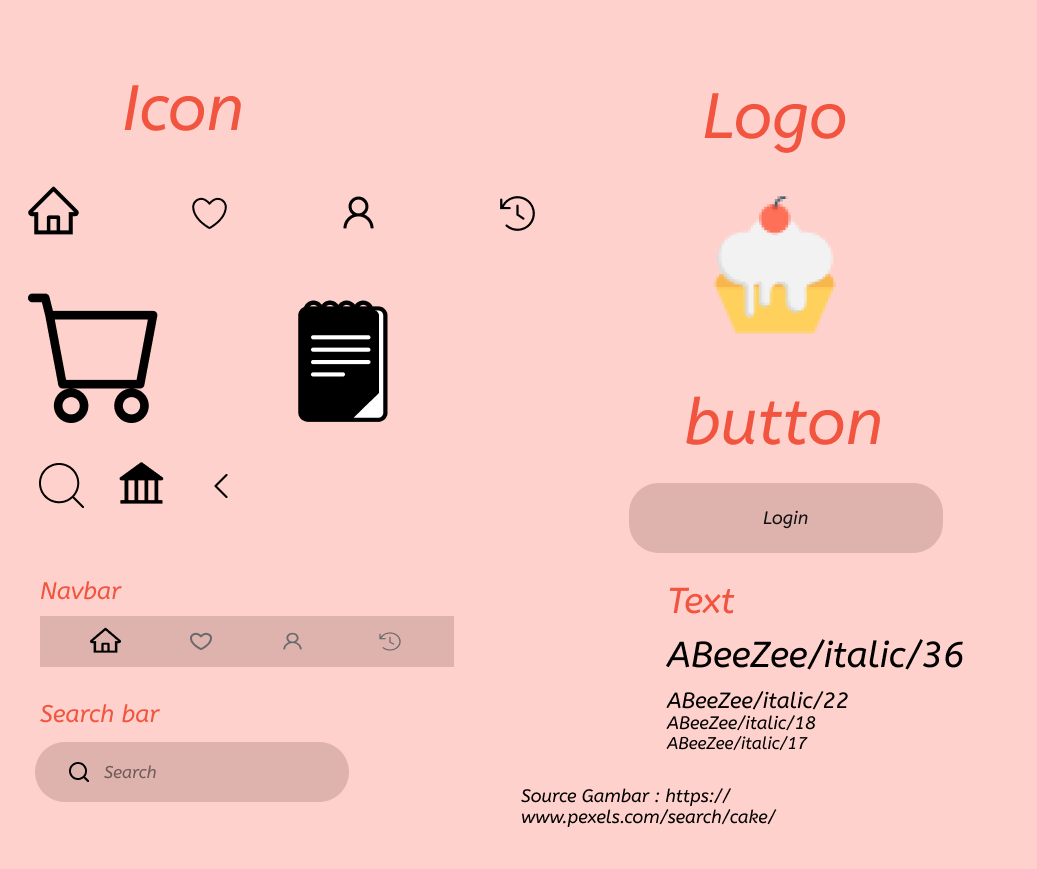 Icon
Logo
button
Login
Navbar
Text
ABeeZee/italic/36
ABeeZee/italic/22
ABeeZee/italic/18
ABeeZee/italic/17
Search bar
Search
Source Gambar : https://
www.pexels.com/search/cake/